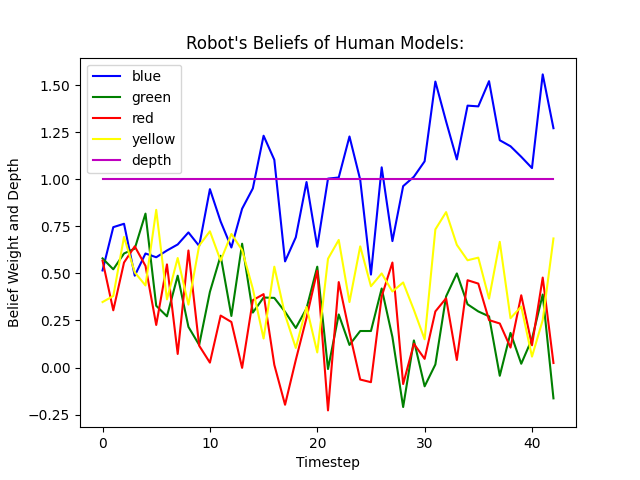 Robot's Beliefs of Human Models:
blue
green
red
yellow
depth
Belief Weight and Depth
1.50
1.25
1.00
0.75
0.50
0.25
0.00
−0.25
0
10
20
30
40
Timestep